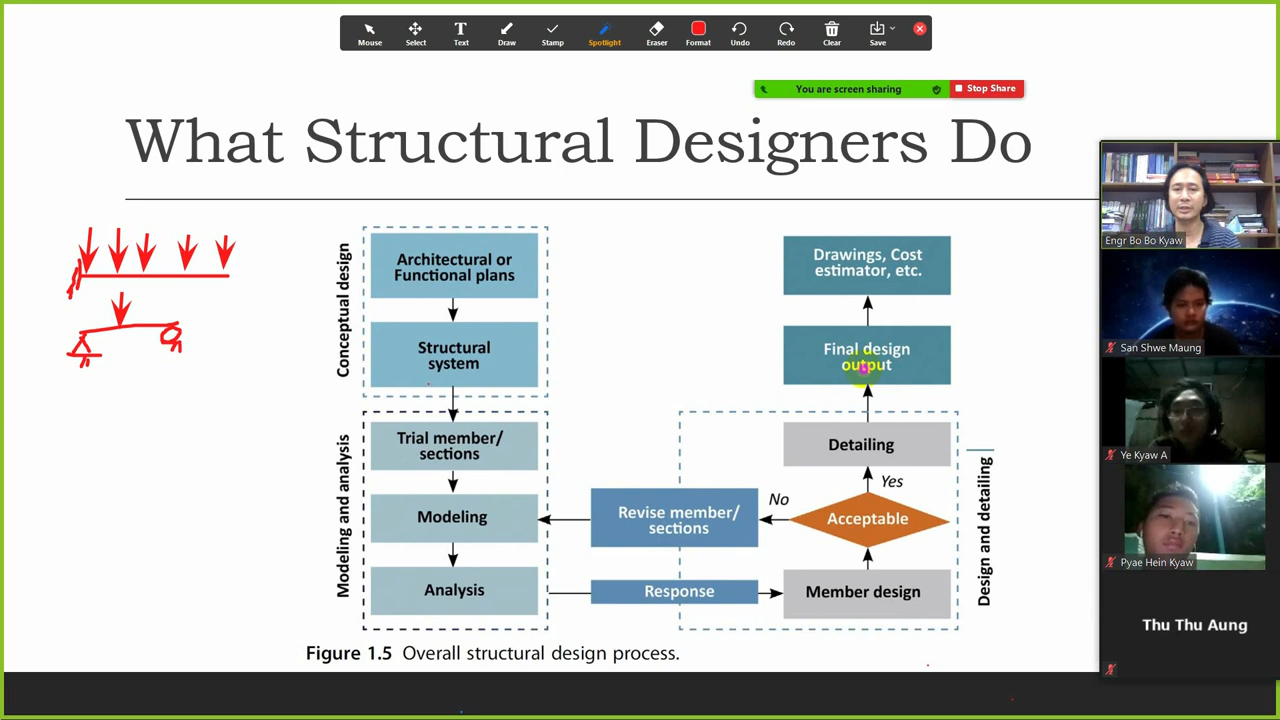 Mouse
Select
Text
Draw
Stamp
Spotlight
Eraser
Format
Undo
Redo
Clear
Save
You are screen sharing
Stop Share
What Structural Designers Do
Engr Bo Bo Kyaw
San Shwe Maung
Ye Kyaw A
Pyae Hein Kyaw
Thu Thu Aung
Conceptual design
Architectural or
Functional plans
Structural
system
Modeling and analysis
Trial member/
sections
Modeling
Analysis
Revise member/
sections
Response
Drawings, Cost
estimator, etc.
Final design
output
Detailing
Yes
No
Acceptable
Member design
Design and detailing
Figure 1.5 Overall structural design process.